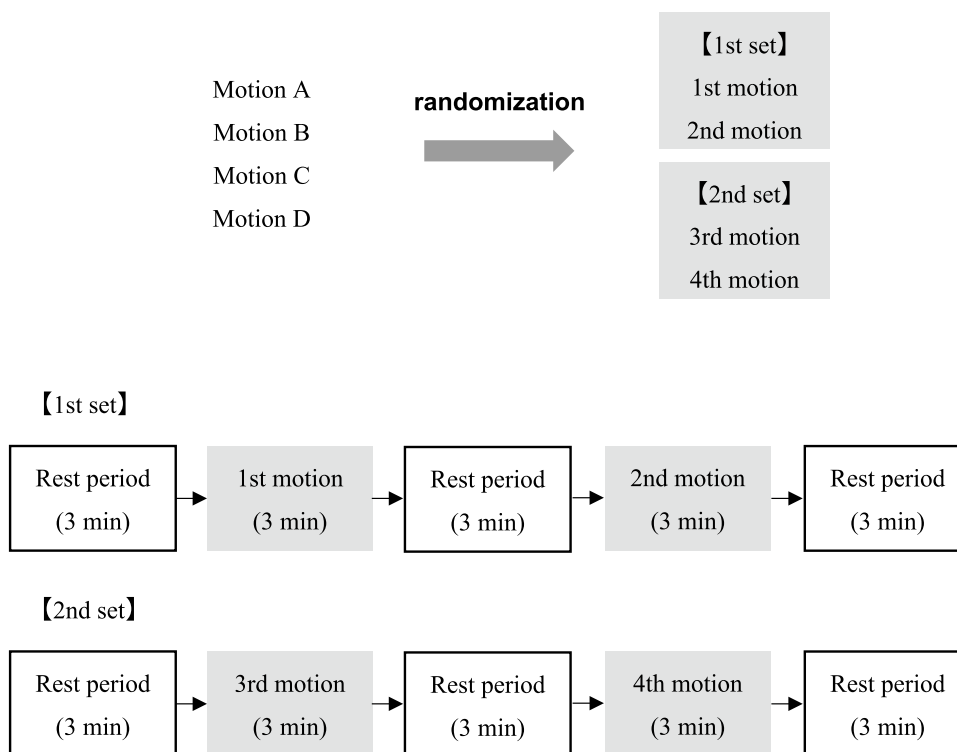 Motion A
Motion B
Motion C
Motion D
randomization
【1st set】
1st motion
2nd motion
【2nd set】
3rd motion
4th motion
【1st set】
Rest period
(3 min)
1st motion
(3 min)
Rest period
(3 min)
2nd motion
(3 min)
Rest period
(3 min)
【2nd set】
Rest period
(3 min)
3rd motion
(3 min)
Rest period
(3 min)
4th motion
(3 min)
Rest period
(3 min)